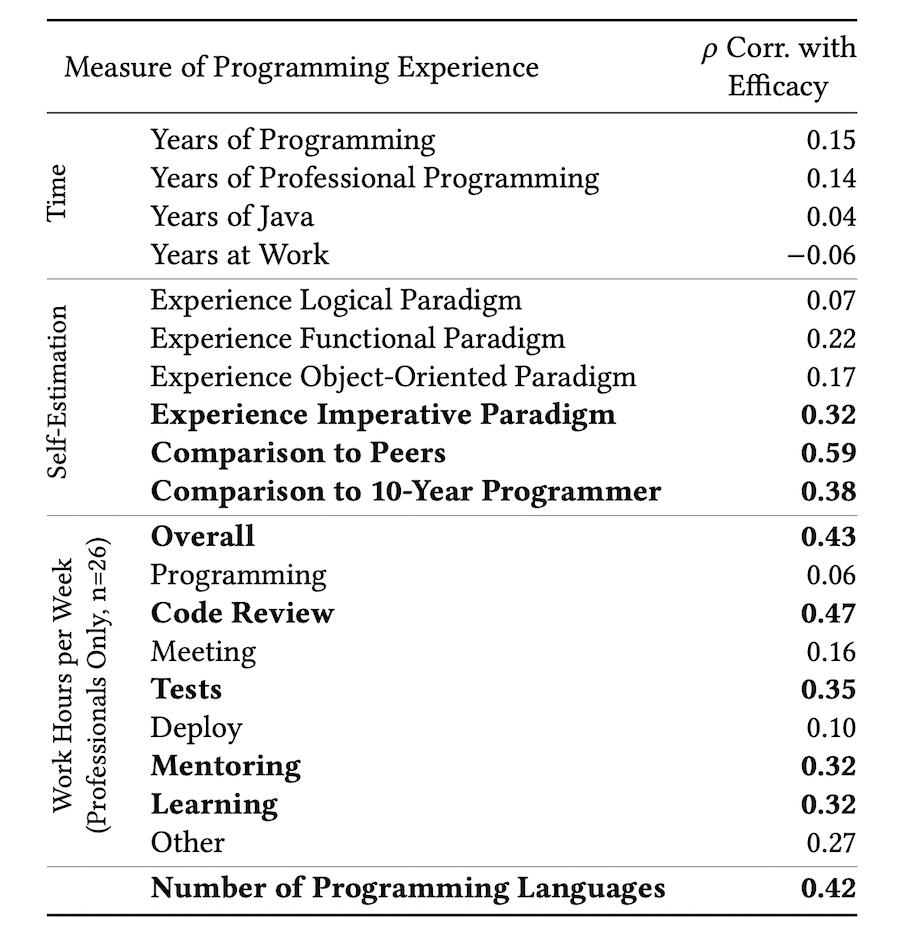 Measure of Programming Experience
ρ Corr. with
Efficacy
Time
Years of Programming 0.15
Years of Professional Programming 0.14
Years of Java 0.04
Years at Work −0.06
Self-Estimation
Experience Logical Paradigm 0.07
Experience Functional Paradigm 0.22
Experience Object-Oriented Paradigm 0.17
Experience Imperative Paradigm 0.32
Comparison to Peers 0.59
Comparison to 10-Year Programmer 0.38
Work Hours per Week
(Professionals Only, n=26)
Overall 0.43
Programming 0.06
Code Review 0.47
Meeting 0.16
Tests 0.35
Deploy 0.10
Mentoring 0.32
Learning 0.32
Other 0.27
Number of Programming Languages 0.42